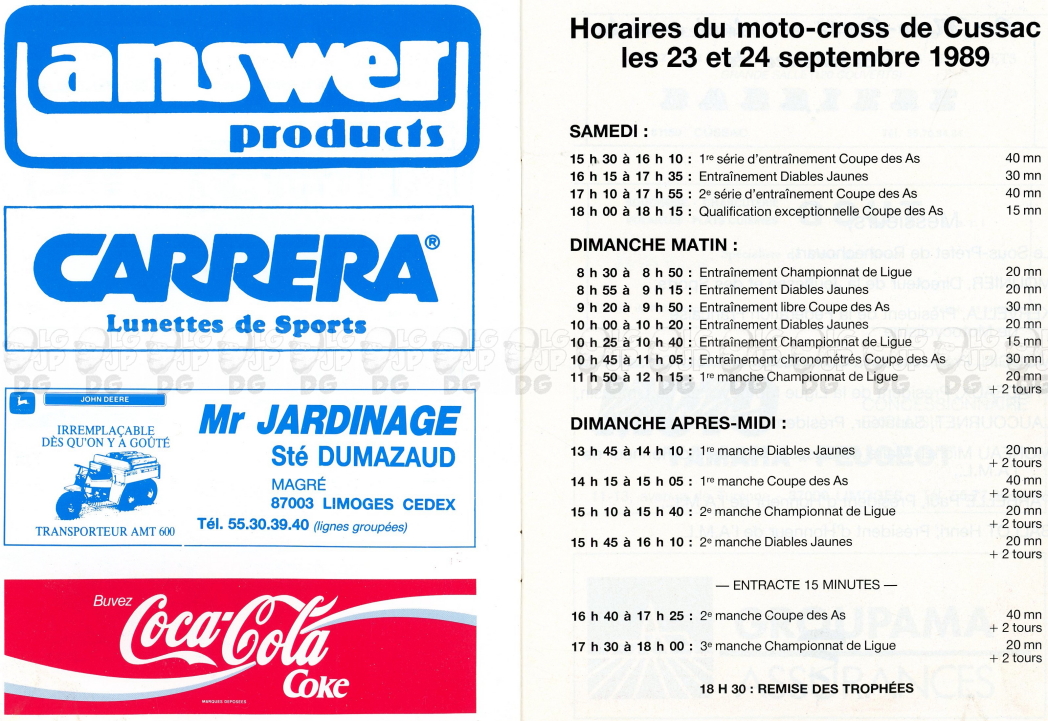 answer
products
CARRERA®
Lunettes de Sports
JOHN DEERE
IRREMPLAÇABLE
DÈS QU'ON Y A GOÛTÉ
TRANSPORTEUR AMT 600
Mr JARDINAGE
Sté DUMAZAUD
MAGRÉ
87003 LIMOGES CEDEX
Tél. 55.30.39.40 (lignes groupées)
Buvez
Coca-Cola
Coke
MARQUES DEPOSEES
Horaires du moto-cross de Cussac
les 23 et 24 septembre 1989
SAMEDI :
15 h 30 à 16 h 10 : 1re série d'entraînement Coupe des As 40 mn
16 h 15 à 17 h 35 : Entraînement Diables Jaunes 30 mn
17 h 10 à 17 h 55 : 2e série d'entraînement Coupe des As 40 mn
18 h 00 à 18 h 15 : Qualification exceptionnelle Coupe des As 15 mn
DIMANCHE MATIN :
8 h 30 à 8 h 50 : Entraînement Championnat de Ligue 20 mn
8 h 55 à 9 h 15 : Entraînement Diables Jaunes 20 mn
9 h 20 à 9 h 50 : Entraînement libre Coupe des As 30 mn
10 h 00 à 10 h 20 : Entraînement Diables Jaunes 20 mn
10 h 25 à 10 h 40 : Entraînement Championnat de Ligue 15 mn
10 h 45 à 11 h 05 : Entraînement chronométrés Coupe des As 30 mn
11 h 50 à 12 h 15 : 1re manche Championnat de Ligue 20 mn
+ 2 tours
DIMANCHE APRES-MIDI :
13 h 45 à 14 h 10 : 1re manche Diables Jaunes 20 mn
+ 2 tours
14 h 15 à 15 h 05 : 1re manche Coupe des As 40 mn
+ 2 tours
15 h 10 à 15 h 40 : 2e manche Championnat de Ligue 20 mn
+ 2 tours
15 h 45 à 16 h 10 : 2e manche Diables Jaunes 20 mn
+ 2 tours
— ENTRACTE 15 MINUTES —
16 h 40 à 17 h 25 : 2e manche Coupe des As 40 mn
+ 2 tours
17 h 30 à 18 h 00 : 3e manche Championnat de Ligue 20 mn
+ 2 tours
18 H 30 : REMISE DES TROPHÉES